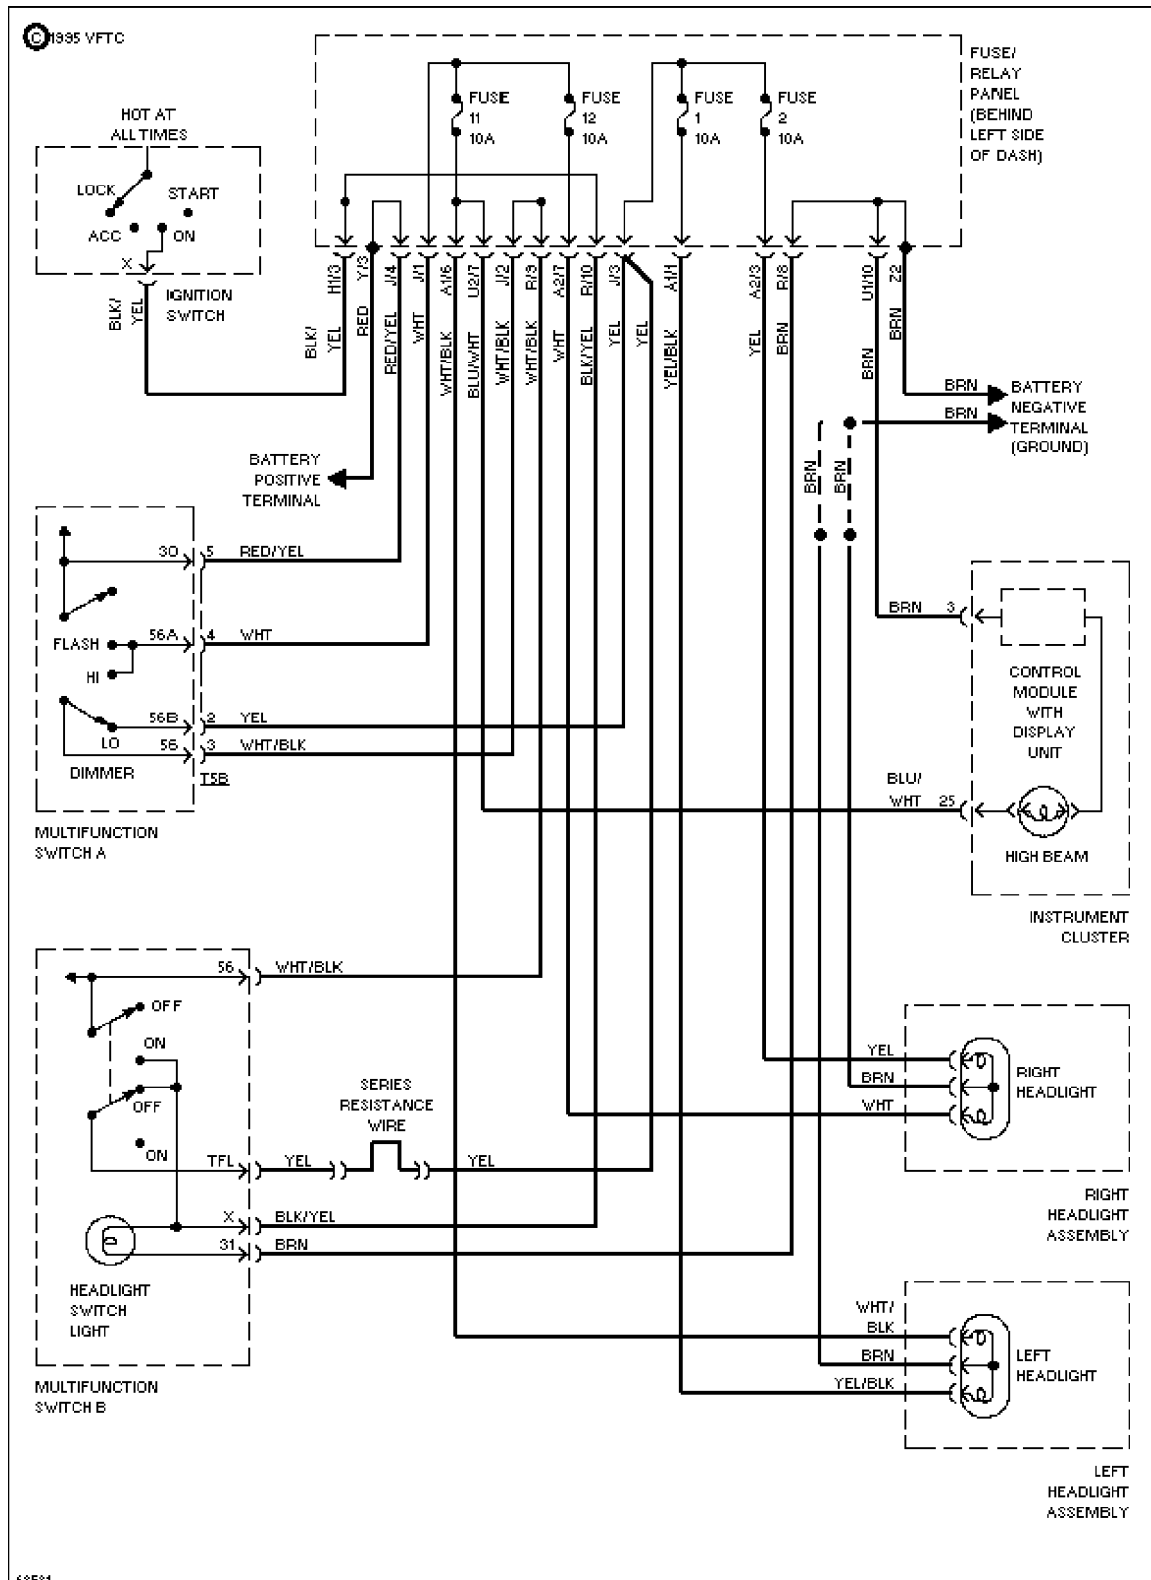 © 1995 VFTC
FUSE/
RELAY
PANEL
(BEHIND
LEFT SIDE
OF DASH)
FUSE
11
10A
FUSE
12
10A
FUSE
1
10A
FUSE
2
10A
HOT AT
ALL TIMES
LOCK
START
ACC
ON
X
IGNITION
SWITCH
BLK/
YEL
H1/3
Y/3
J/4
J/1
A1/6
U2/7
J/2
R/9
A2/7
R/10
J/3
A1/1
A2/3
R/8
U1/10
Z2
BLK/
YEL
RED
RED/YEL
WHT
WHT/BLK
BLU/WHT
WHT/BLK
WHT/BLK
WHT
BLK/YEL
YEL
YEL
YEL/BLK
YEL
BRN
BRN
BRN
BRN
BRN
BATTERY
NEGATIVE
TERMINAL
(GROUND)
BRN
BRN
BATTERY
POSITIVE
TERMINAL
30
5
RED/YEL
FLASH
56A
4
WHT
HI
56B
2
YEL
LO
56
3
WHT/BLK
DIMMER
T5B
MULTIFUNCTION
SWITCH A
BRN
3
CONTROL
MODULE
WITH
DISPLAY
UNIT
BLU/
WHT
25
HIGH BEAM
INSTRUMENT
CLUSTER
56
WHT/BLK
OFF
ON
OFF
ON
TFL
YEL
SERIES
RESISTANCE
WIRE
YEL
X
BLK/YEL
31
BRN
HEADLIGHT
SWITCH
LIGHT
MULTIFUNCTION
SWITCH B
YEL
BRN
WHT
RIGHT
HEADLIGHT
RIGHT
HEADLIGHT
ASSEMBLY
WHT/
BLK
BRN
YEL/BLK
LEFT
HEADLIGHT
LEFT
HEADLIGHT
ASSEMBLY